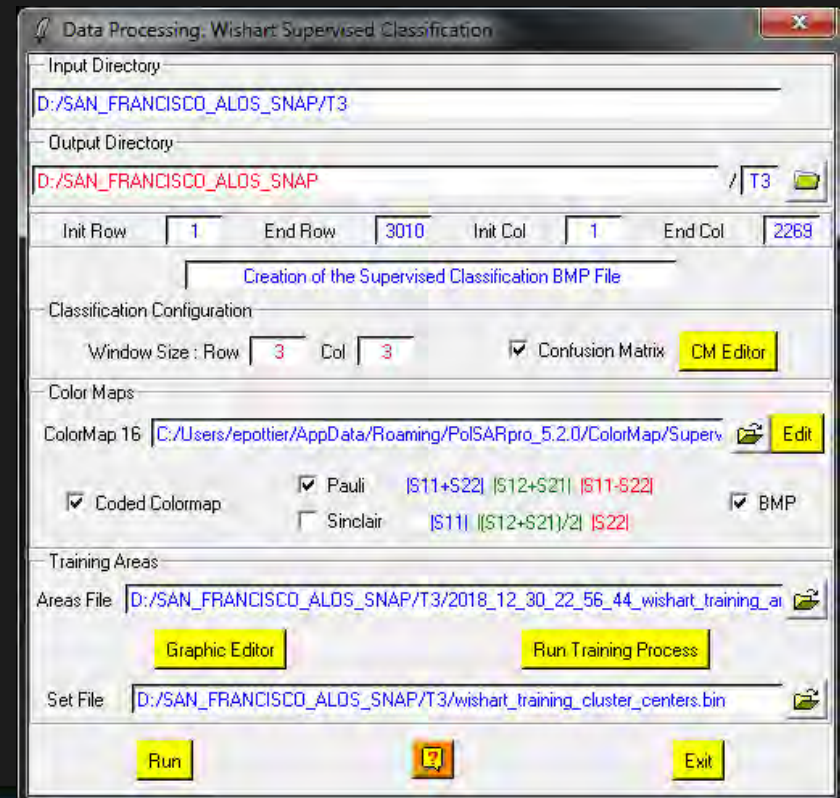 Data Processing: Wishart Supervised Classification
Input Directory
D:/SAN_FRANCISCO_ALOS_SNAP/T3
Output Directory
D:/SAN_FRANCISCO_ALOS_SNAP / T3
Init Row 1 End Row 3010 Init Col 1 End Col 2269
Creation of the Supervised Classification BMP File
Classification Configuration
Window Size : Row 3 Col 3 Confusion Matrix CM Editor
Color Maps
ColorMap 16 C:/Users/epottier/AppData/Roaming/PolSARpro_5.2.0/ColorMap/Superv Edit
Coded Colormap Pauli |S11+S22| |S12+S21| |S11-S22| BMP
Sinclair |S11| |(S12+S21)/2| |S22|
Training Areas
Areas File D:/SAN_FRANCISCO_ALOS_SNAP/T3/2018_12_30_22_56_44_wishart_training_ar
Graphic Editor Run Training Process
Set File D:/SAN_FRANCISCO_ALOS_SNAP/T3/wishart_training_cluster_centers.bin
Run ? Exit